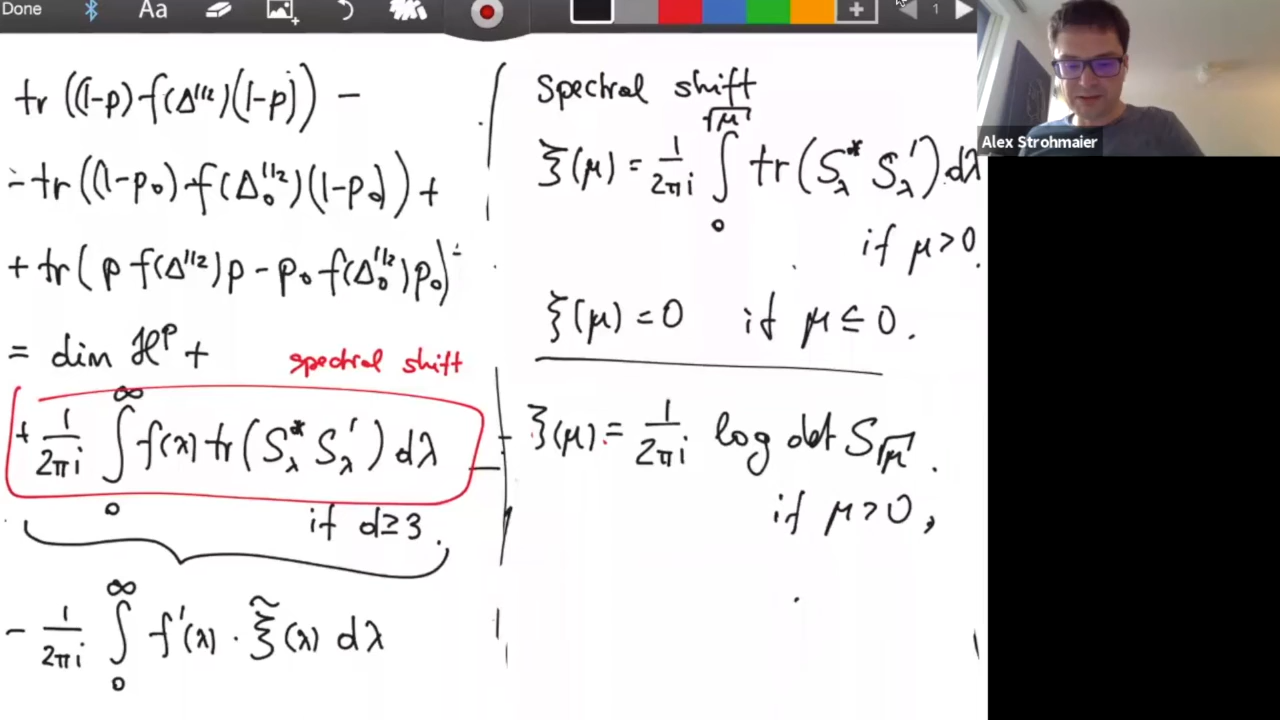 Done Aa 1
tr ((1-p) f(Δ^{1/2})(1-p)) -
- tr ((1-p₀) f(Δ₀^{1/2})(1-p₀)) +
+ tr (p f(Δ^{1/2})p - p₀ f(Δ₀^{1/2})p₀) =
= dim ℋ^p +
spectral shift
+ 1/2πi ∫₀^∞ f(λ) tr(S_λ^* S_λ') dλ
if d≥3.
- 1/2πi ∫₀^∞ f'(λ) · ξ̃(λ) dλ
Spectral shift
ξ(μ) = 1/2πi ∫₀^{√μ} tr(S_λ^* S_λ') dλ
if μ>0.
ξ(μ) = 0 if μ ≤ 0.
ξ(μ) = 1/2πi log det S_{√μ}.
if μ>0,
Alex Strohmaier